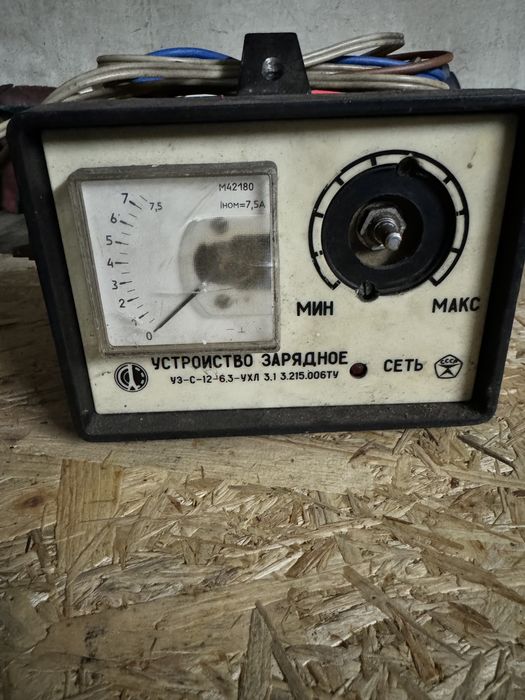 М42180
Iном=7,5А
7
7,5
6
5
4
3
2
1
0
МИН
МАКС
УСТРОЙСТВО ЗАРЯДНОЕ
СЕТЬ
СССР
УЗ-С-12-6,3-УХЛ 3.1 3.215.006ТУ